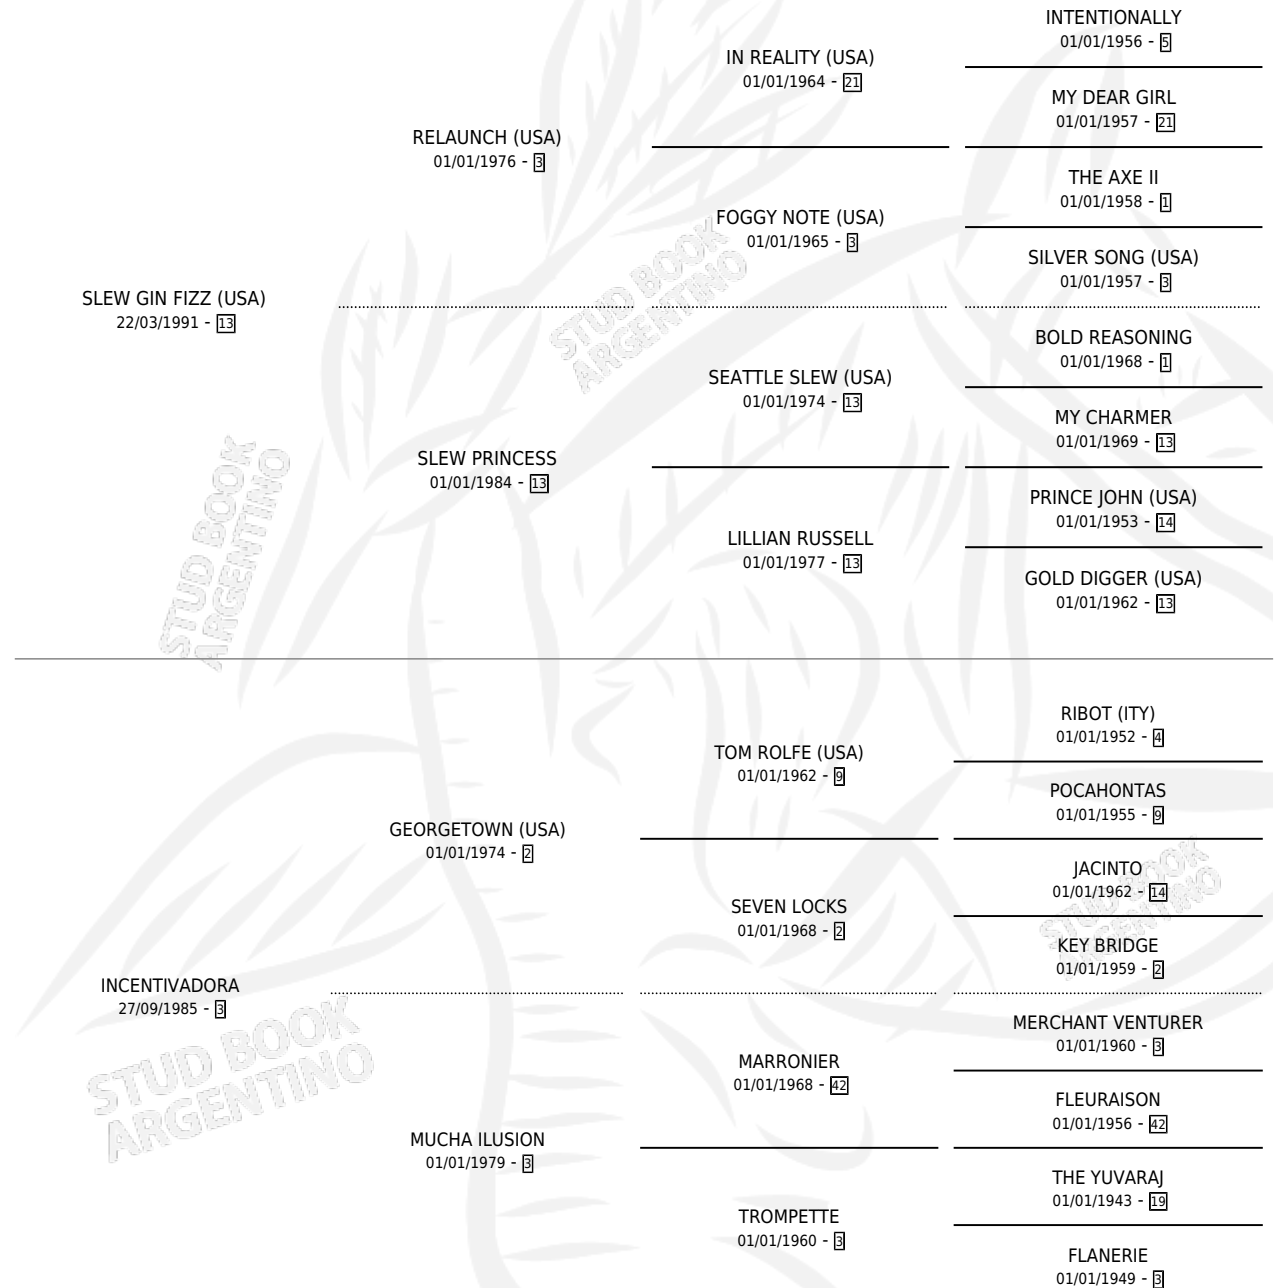 INTENTIONALLY
01/01/1956 - 5
IN REALITY (USA)
01/01/1964 - 21
MY DEAR GIRL
01/01/1957 - 21
RELAUNCH (USA)
01/01/1976 - 3
THE AXE II
01/01/1958 - 1
FOGGY NOTE (USA)
01/01/1965 - 3
SILVER SONG (USA)
01/01/1957 - 3
SLEW GIN FIZZ (USA)
22/03/1991 - 13
STUD BOOK
ARGENTINO
BOLD REASONING
01/01/1968 - 1
SEATTLE SLEW (USA)
01/01/1974 - 13
MY CHARMER
01/01/1969 - 13
SLEW PRINCESS
01/01/1984 - 13
PRINCE JOHN (USA)
01/01/1953 - 14
LILLIAN RUSSELL
01/01/1977 - 13
GOLD DIGGER (USA)
01/01/1962 - 13
STUD BOOK
ARGENTINO
RIBOT (ITY)
01/01/1952 - 4
TOM ROLFE (USA)
01/01/1962 - 9
POCAHONTAS
01/01/1955 - 9
GEORGETOWN (USA)
01/01/1974 - 2
JACINTO
01/01/1962 - 14
SEVEN LOCKS
01/01/1968 - 2
STUD BOOK
ARGENTINO
KEY BRIDGE
01/01/1959 - 2
INCENTIVADORA
27/09/1985 - 3
STUD BOOK
ARGENTINO
MERCHANT VENTURER
01/01/1960 - 3
MARRONIER
01/01/1968 - 42
FLEURAISON
01/01/1956 - 42
MUCHA ILUSION
01/01/1979 - 3
THE YUVARAJ
01/01/1943 - 19
TROMPETTE
01/01/1960 - 3
FLANERIE
01/01/1949 - 3